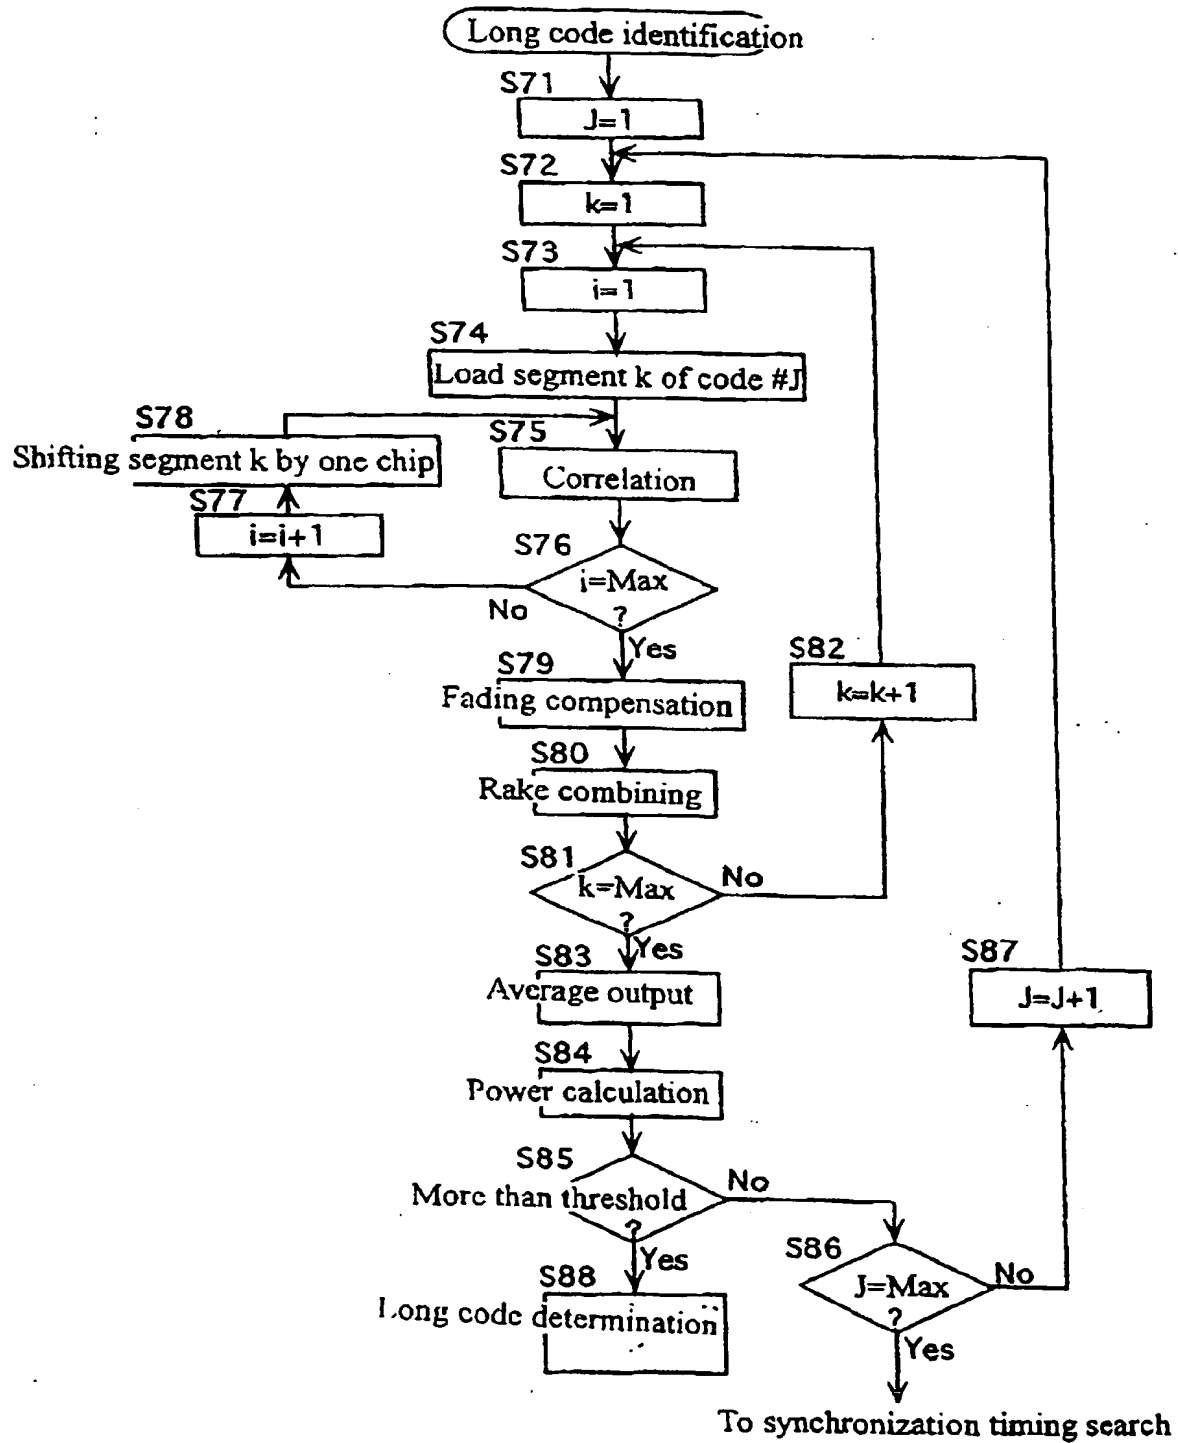 Long code identification
S71
J=1
S72
k=1
S73
i=1
S74
Load segment k of code #J
S78
Shifting segment k by one chip
S75
Correlation
S77
i=i+1
S76
i=Max
?
No
Yes
S79
Fading compensation
S82
k=k+1
S80
Rake combining
S81
k=Max
?
No
Yes
S83
Average output
S87
J=J+1
S84
Power calculation
S85
More than threshold
?
No
Yes
S86
J=Max
?
No
Yes
S88
Long code determination
To synchronization timing search